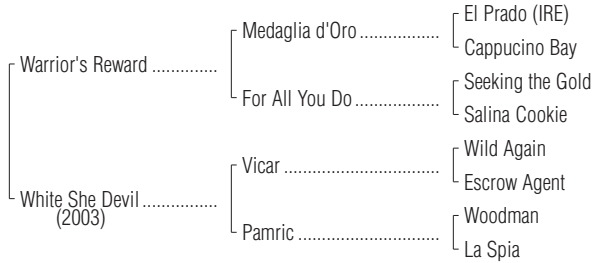 El Prado (IRE)
Medaglia d'Oro ..................
Cappucino Bay
Warrior's Reward ..............
Seeking the Gold
For All You Do ...................
Salina Cookie
Wild Again
Vicar ...................................
Escrow Agent
White She Devil ................
(2003)
Woodman
Pamric ................................
La Spia